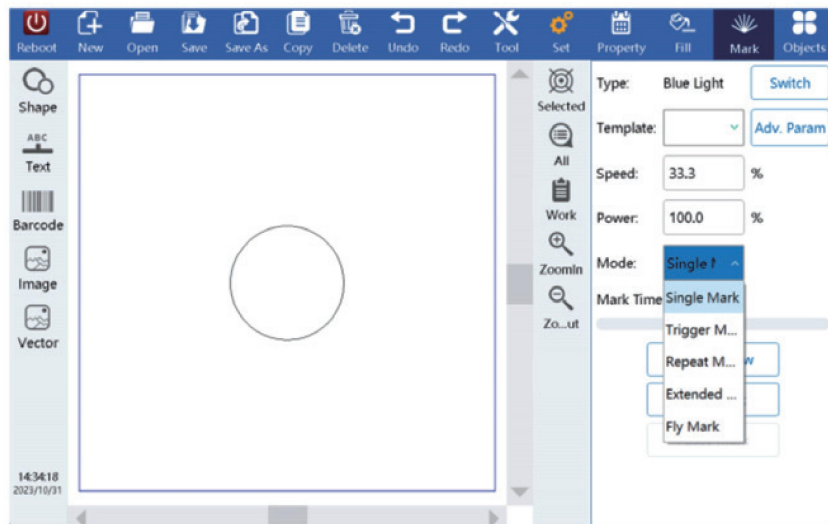 Reboot New Open Save Save As Copy Delete Undo Redo Tool Set Property Fill Mark Objects
Shape
ABC
Text
Barcode
Image
Vector
14:34:18
2023/10/31
Selected
All
Work
ZoomIn
Zo...ut
Type: Blue Light Switch
Template: Adv. Param
Speed: 33.3 %
Power: 100.0 %
Mode: Single
Mark Time
Single Mark
Trigger M...
Repeat M...
Extended ...
Fly Mark